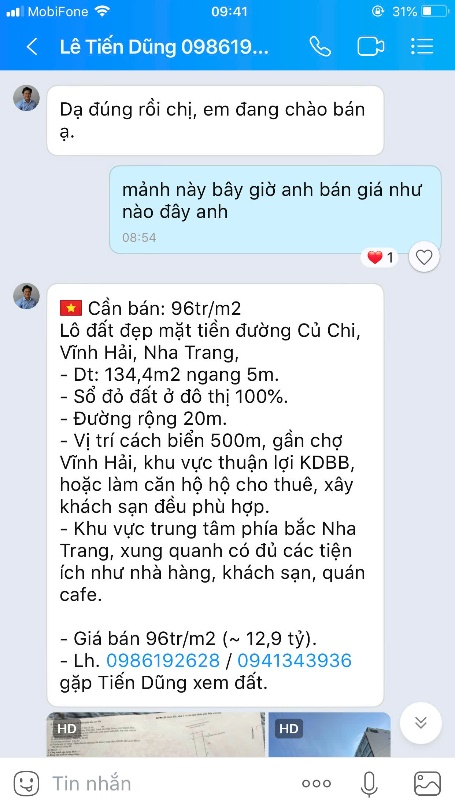 MobiFone 09:41 31%
Lê Tiến Dũng 098619...
Dạ đúng rồi chị, em đang chào bán
ạ.
mảnh này bây giờ anh bán giá như
nào đây anh
08:54
1
Cần bán: 96tr/m2
Lô đất đẹp mặt tiền đường Củ Chi,
Vĩnh Hải, Nha Trang,
- Dt: 134,4m2 ngang 5m.
- Sổ đỏ đất ở đô thị 100%.
- Đường rộng 20m.
- Vị trí cách biển 500m, gần chợ
Vĩnh Hải, khu vực thuận lợi KDBB,
hoặc làm căn hộ hộ cho thuê, xây
khách sạn đều phù hợp.
- Khu vực trung tâm phía bắc Nha
Trang, xung quanh có đủ các tiện
ích như nhà hàng, khách sạn, quán
cafe.
- Giá bán 96tr/m2 (~ 12,9 tỷ).
- Lh. 0986192628 / 0941343936
gặp Tiến Dũng xem đất.
HD HD
Tin nhắn